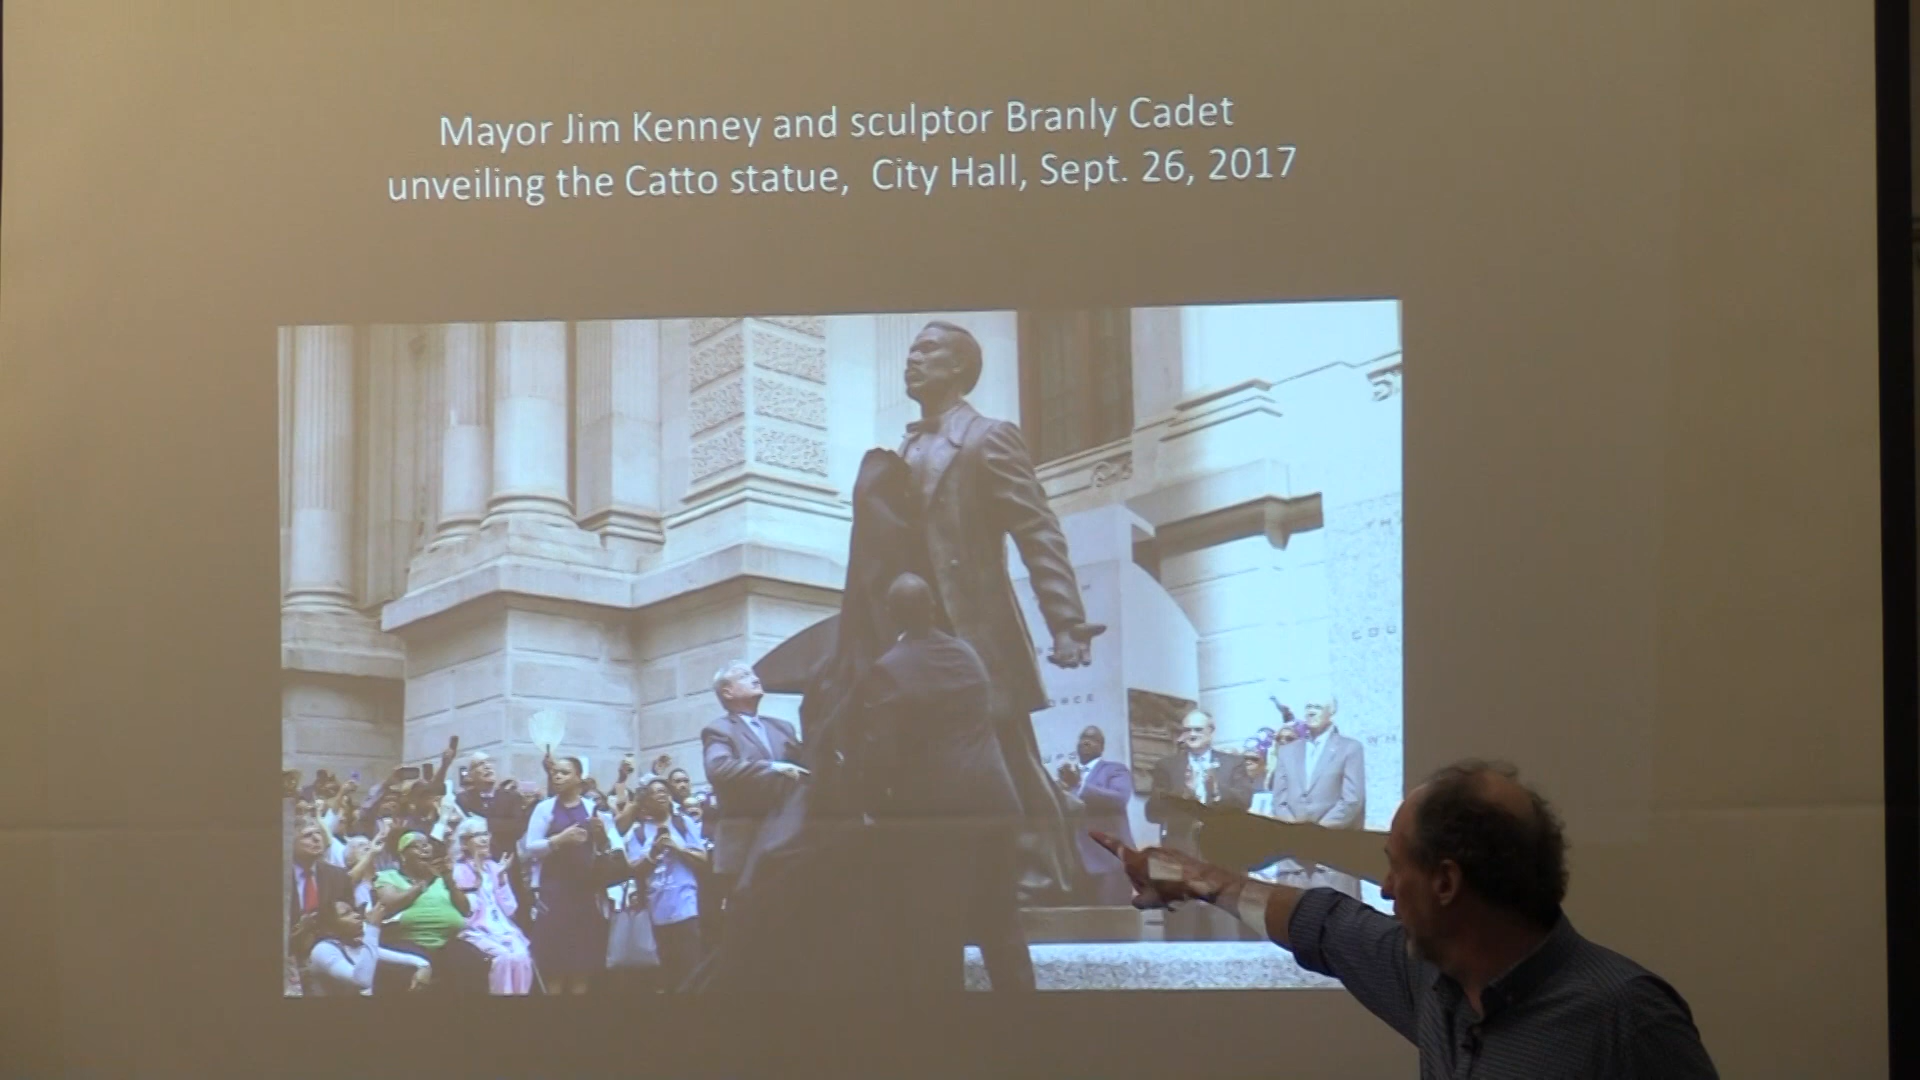 Mayor Jim Kenney and sculptor Branly Cadet
unveiling the Catto statue, City Hall, Sept. 26, 2017